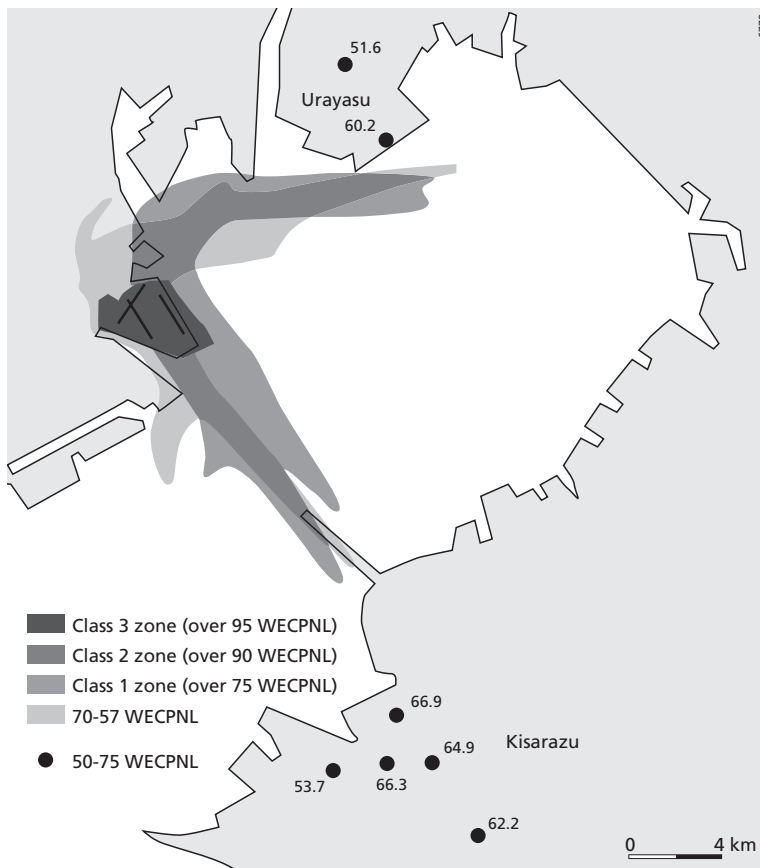 51.6
Urayasu
60.2
Class 3 zone (over 95 WECPNL)
Class 2 zone (over 90 WECPNL)
Class 1 zone (over 75 WECPNL)
70-57 WECPNL
50-75 WECPNL
66.9
Kisarazu
64.9
53.7
66.3
62.2
0 4 km